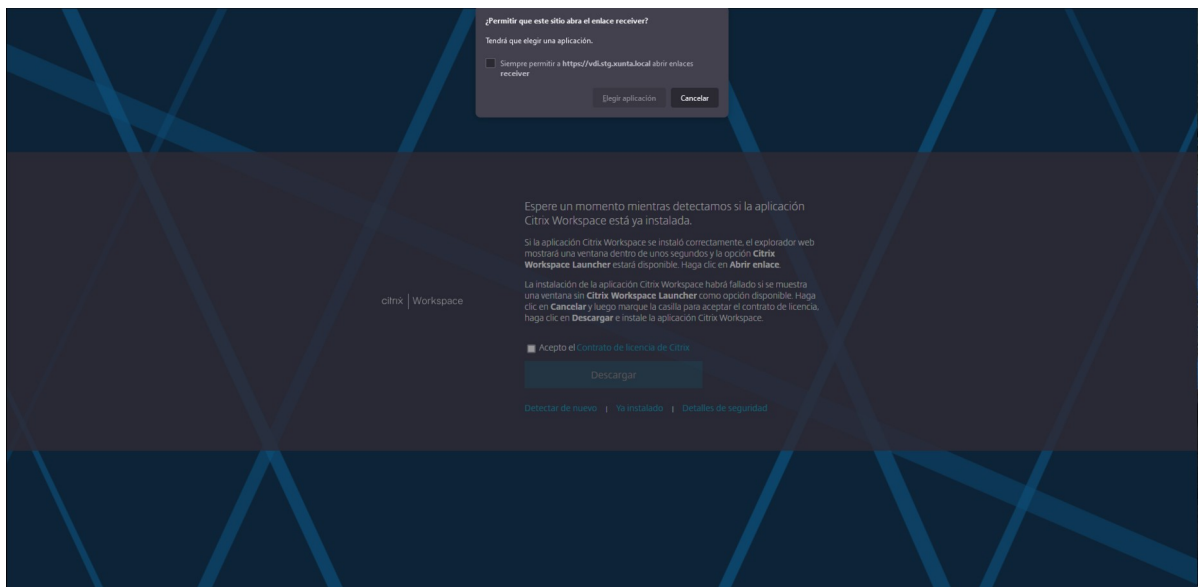 ¿Permitir que este sitio abra el enlace receiver?
Tendrá que elegir una aplicación.
Siempre permitir a https://vdi.stg.xunta.local abrir enlaces
receiver
Elegir aplicación
Cancelar
Espere un momento mientras detectamos si la aplicación
Citrix Workspace está ya instalada.
Si la aplicación Citrix Workspace se instaló correctamente, el explorador web
mostrará una ventana dentro de unos segundos y la opción Citrix
Workspace Launcher estará disponible. Haga clic en Abrir enlace.
La instalación de la aplicación Citrix Workspace habrá fallado si se muestra
una ventana sin Citrix Workspace Launcher como opción disponible. Haga
clic en Cancelar y luego marque la casilla para aceptar el contrato de licencia,
haga clic en Descargar e instale la aplicación Citrix Workspace.
citrix | Workspace
Acepto el Contrato de licencia de Citrix
Descargar
Detectar de nuevo | Ya instalado | Detalles de seguridad